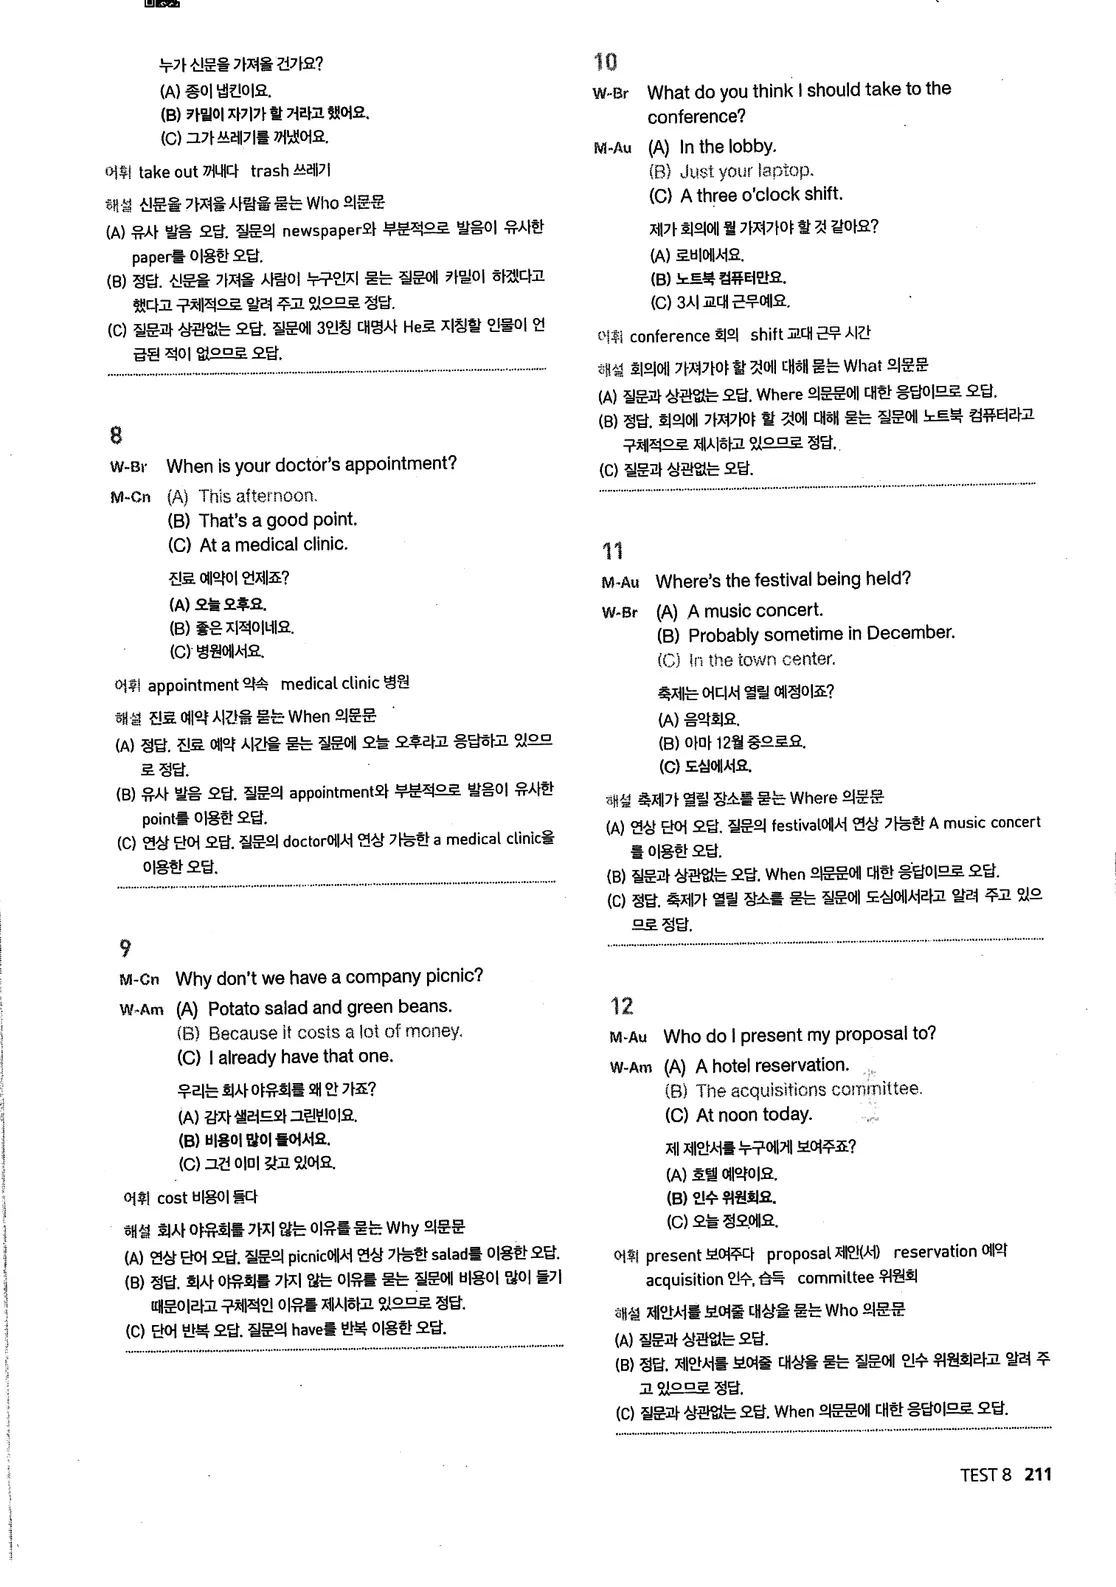 누가 신문을 가져올 건가요?
(A) 종이 냅킨이요.
(B) 카밀이 자기가 할 거라고 했어요.
(C) 그가 쓰레기를 꺼냈어요.
어휘 take out 꺼내다 trash 쓰레기
해설 신문을 가져올 사람을 묻는 Who 의문문
(A) 유사 발음 오답. 질문의 newspaper와 부분적으로 발음이 유사한
paper를 이용한 오답.
(B) 정답. 신문을 가져올 사람이 누구인지 묻는 질문에 카밀이 하겠다고
했다고 구체적으로 알려 주고 있으므로 정답.
(C) 질문과 상관없는 오답. 질문에 3인칭 대명사 He로 지칭할 인물이 언
급된 적이 없으므로 오답.
8
W-Br When is your doctor's appointment?
M-Cn (A) This afternoon.
(B) That's a good point.
(C) At a medical clinic.
진료 예약이 언제죠?
(A) 오늘 오후요.
(B) 좋은 지적이네요.
(C) 병원에서요.
어휘 appointment 약속 medical clinic 병원
해설 진료 예약 시간을 묻는 When 의문문
(A) 정답. 진료 예약 시간을 묻는 질문에 오늘 오후라고 응답하고 있으므
로 정답.
(B) 유사 발음 오답. 질문의 appointment와 부분적으로 발음이 유사한
point를 이용한 오답.
(C) 연상 단어 오답. 질문의 doctor에서 연상 가능한 a medical clinic을
이용한 오답.
9
M-Cn Why don't we have a company picnic?
W-Am (A) Potato salad and green beans.
(B) Because it costs a lot of money.
(C) I already have that one.
우리는 회사 야유회를 왜 안 가죠?
(A) 감자 샐러드와 그린빈이요.
(B) 비용이 많이 들어서요.
(C) 그건 이미 갖고 있어요.
어휘 cost 비용이 들다
해설 회사 야유회를 가지 않는 이유를 묻는 Why 의문문
(A) 연상 단어 오답. 질문의 picnic에서 연상 가능한 salad를 이용한 오답.
(B) 정답. 회사 야유회를 가지 않는 이유를 묻는 질문에 비용이 많이 들기
때문이라고 구체적인 이유를 제시하고 있으므로 정답.
(C) 단어 반복 오답. 질문의 have를 반복 이용한 오답.
10
W-Br What do you think I should take to the
conference?
M-Au (A) In the lobby.
(B) Just your laptop.
(C) A three o'clock shift.
제가 회의에 뭘 가져가야 할 것 같아요?
(A) 로비에서요.
(B) 노트북 컴퓨터만요.
(C) 3시 교대 근무예요.
어휘 conference 회의 shift 교대 근무 시간
해설 회의에 가져가야 할 것에 대해 묻는 What 의문문
(A) 질문과 상관없는 오답. Where 의문문에 대한 응답이므로 오답.
(B) 정답. 회의에 가져가야 할 것에 대해 묻는 질문에 노트북 컴퓨터라고
구체적으로 제시하고 있으므로 정답.
(C) 질문과 상관없는 오답.
11
M-Au Where's the festival being held?
W-Br (A) A music concert.
(B) Probably sometime in December.
(C) In the town center.
축제는 어디서 열릴 예정이죠?
(A) 음악회요.
(B) 아마 12월 중으로요.
(C) 도심에서요.
해설 축제가 열릴 장소를 묻는 Where 의문문
(A) 연상 단어 오답. 질문의 festival에서 연상 가능한 A music concert
를 이용한 오답.
(B) 질문과 상관없는 오답. When 의문문에 대한 응답이므로 오답.
(C) 정답. 축제가 열릴 장소를 묻는 질문에 도심에서라고 알려 주고 있으
므로 정답.
12
M-Au Who do I present my proposal to?
W-Am (A) A hotel reservation.
(B) The acquisitions committee.
(C) At noon today.
제 제안서를 누구에게 보여주죠?
(A) 호텔 예약이요.
(B) 인수 위원회요.
(C) 오늘 정오에요.
어휘 present 보여주다 proposal 제안(서) reservation 예약
acquisition 인수, 습득 committee 위원회
해설 제안서를 보여줄 대상을 묻는 Who 의문문
(A) 질문과 상관없는 오답.
(B) 정답. 제안서를 보여줄 대상을 묻는 질문에 인수 위원회라고 알려 주
고 있으므로 정답.
(C) 질문과 상관없는 오답. When 의문문에 대한 응답이므로 오답.
TEST 8 211